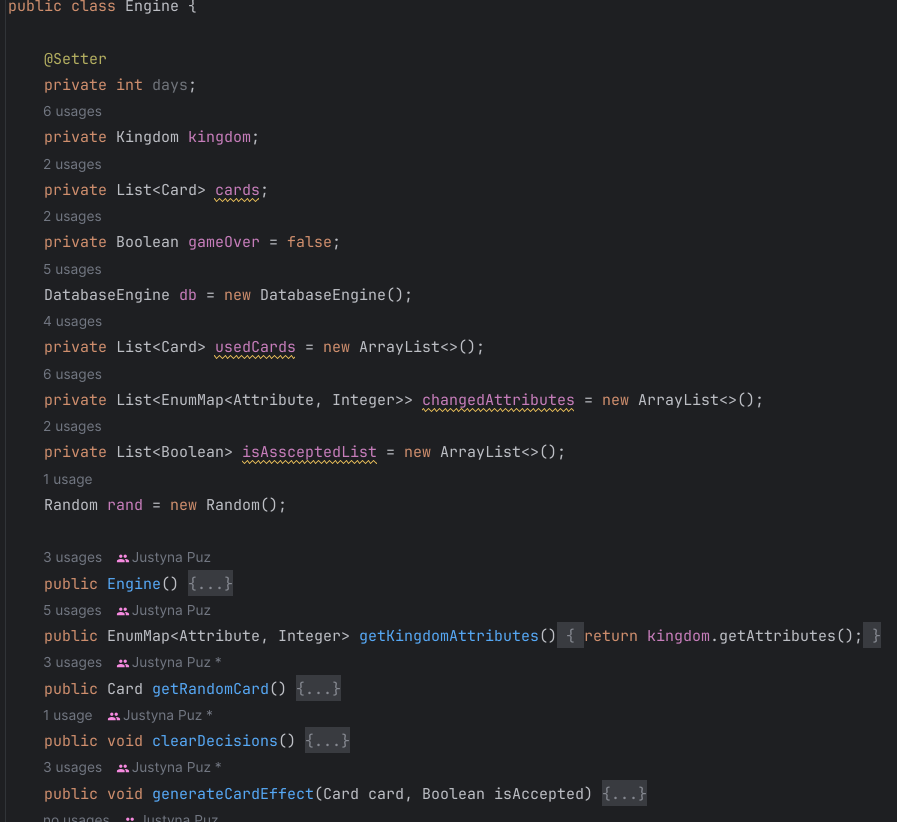 public class Engine {
@Setter
private int days;
6 usages
private Kingdom kingdom;
2 usages
private List<Card> cards;
2 usages
private Boolean gameOver = false;
5 usages
DatabaseEngine db = new DatabaseEngine();
4 usages
private List<Card> usedCards = new ArrayList<>();
6 usages
private List<EnumMap<Attribute, Integer>> changedAttributes = new ArrayList<>();
2 usages
private List<Boolean> isAssceptedList = new ArrayList<>();
1 usage
Random rand = new Random();
3 usages Justyna Puz
public Engine() {...}
5 usages Justyna Puz
public EnumMap<Attribute, Integer> getKingdomAttributes() { return kingdom.getAttributes(); }
3 usages Justyna Puz *
public Card getRandomCard() {...}
1 usage Justyna Puz *
public void clearDecisions() {...}
3 usages Justyna Puz *
public void generateCardEffect(Card card, Boolean isAccepted) {...}
no usages Justyna Puz